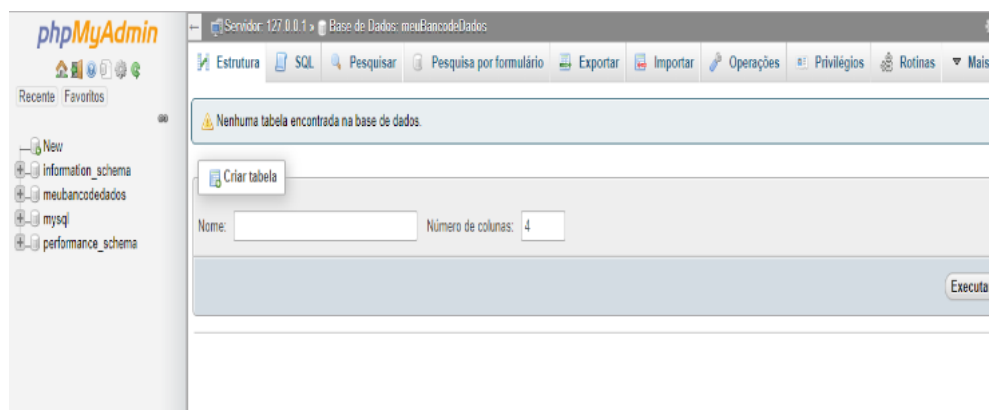 phpMyAdmin
Recente Favoritos
New
information_schema
meubancodedados
mysql
performance_schema
Servidor: 127.0.0.1 » Base de Dados: meuBancodeDados
Estrutura SQL Pesquisar Pesquisa por formulário Exportar Importar Operações Privilégios Rotinas Mais
Nenhuma tabela encontrada na base de dados.
Criar tabela
Nome: Número de colunas: 4
Executa